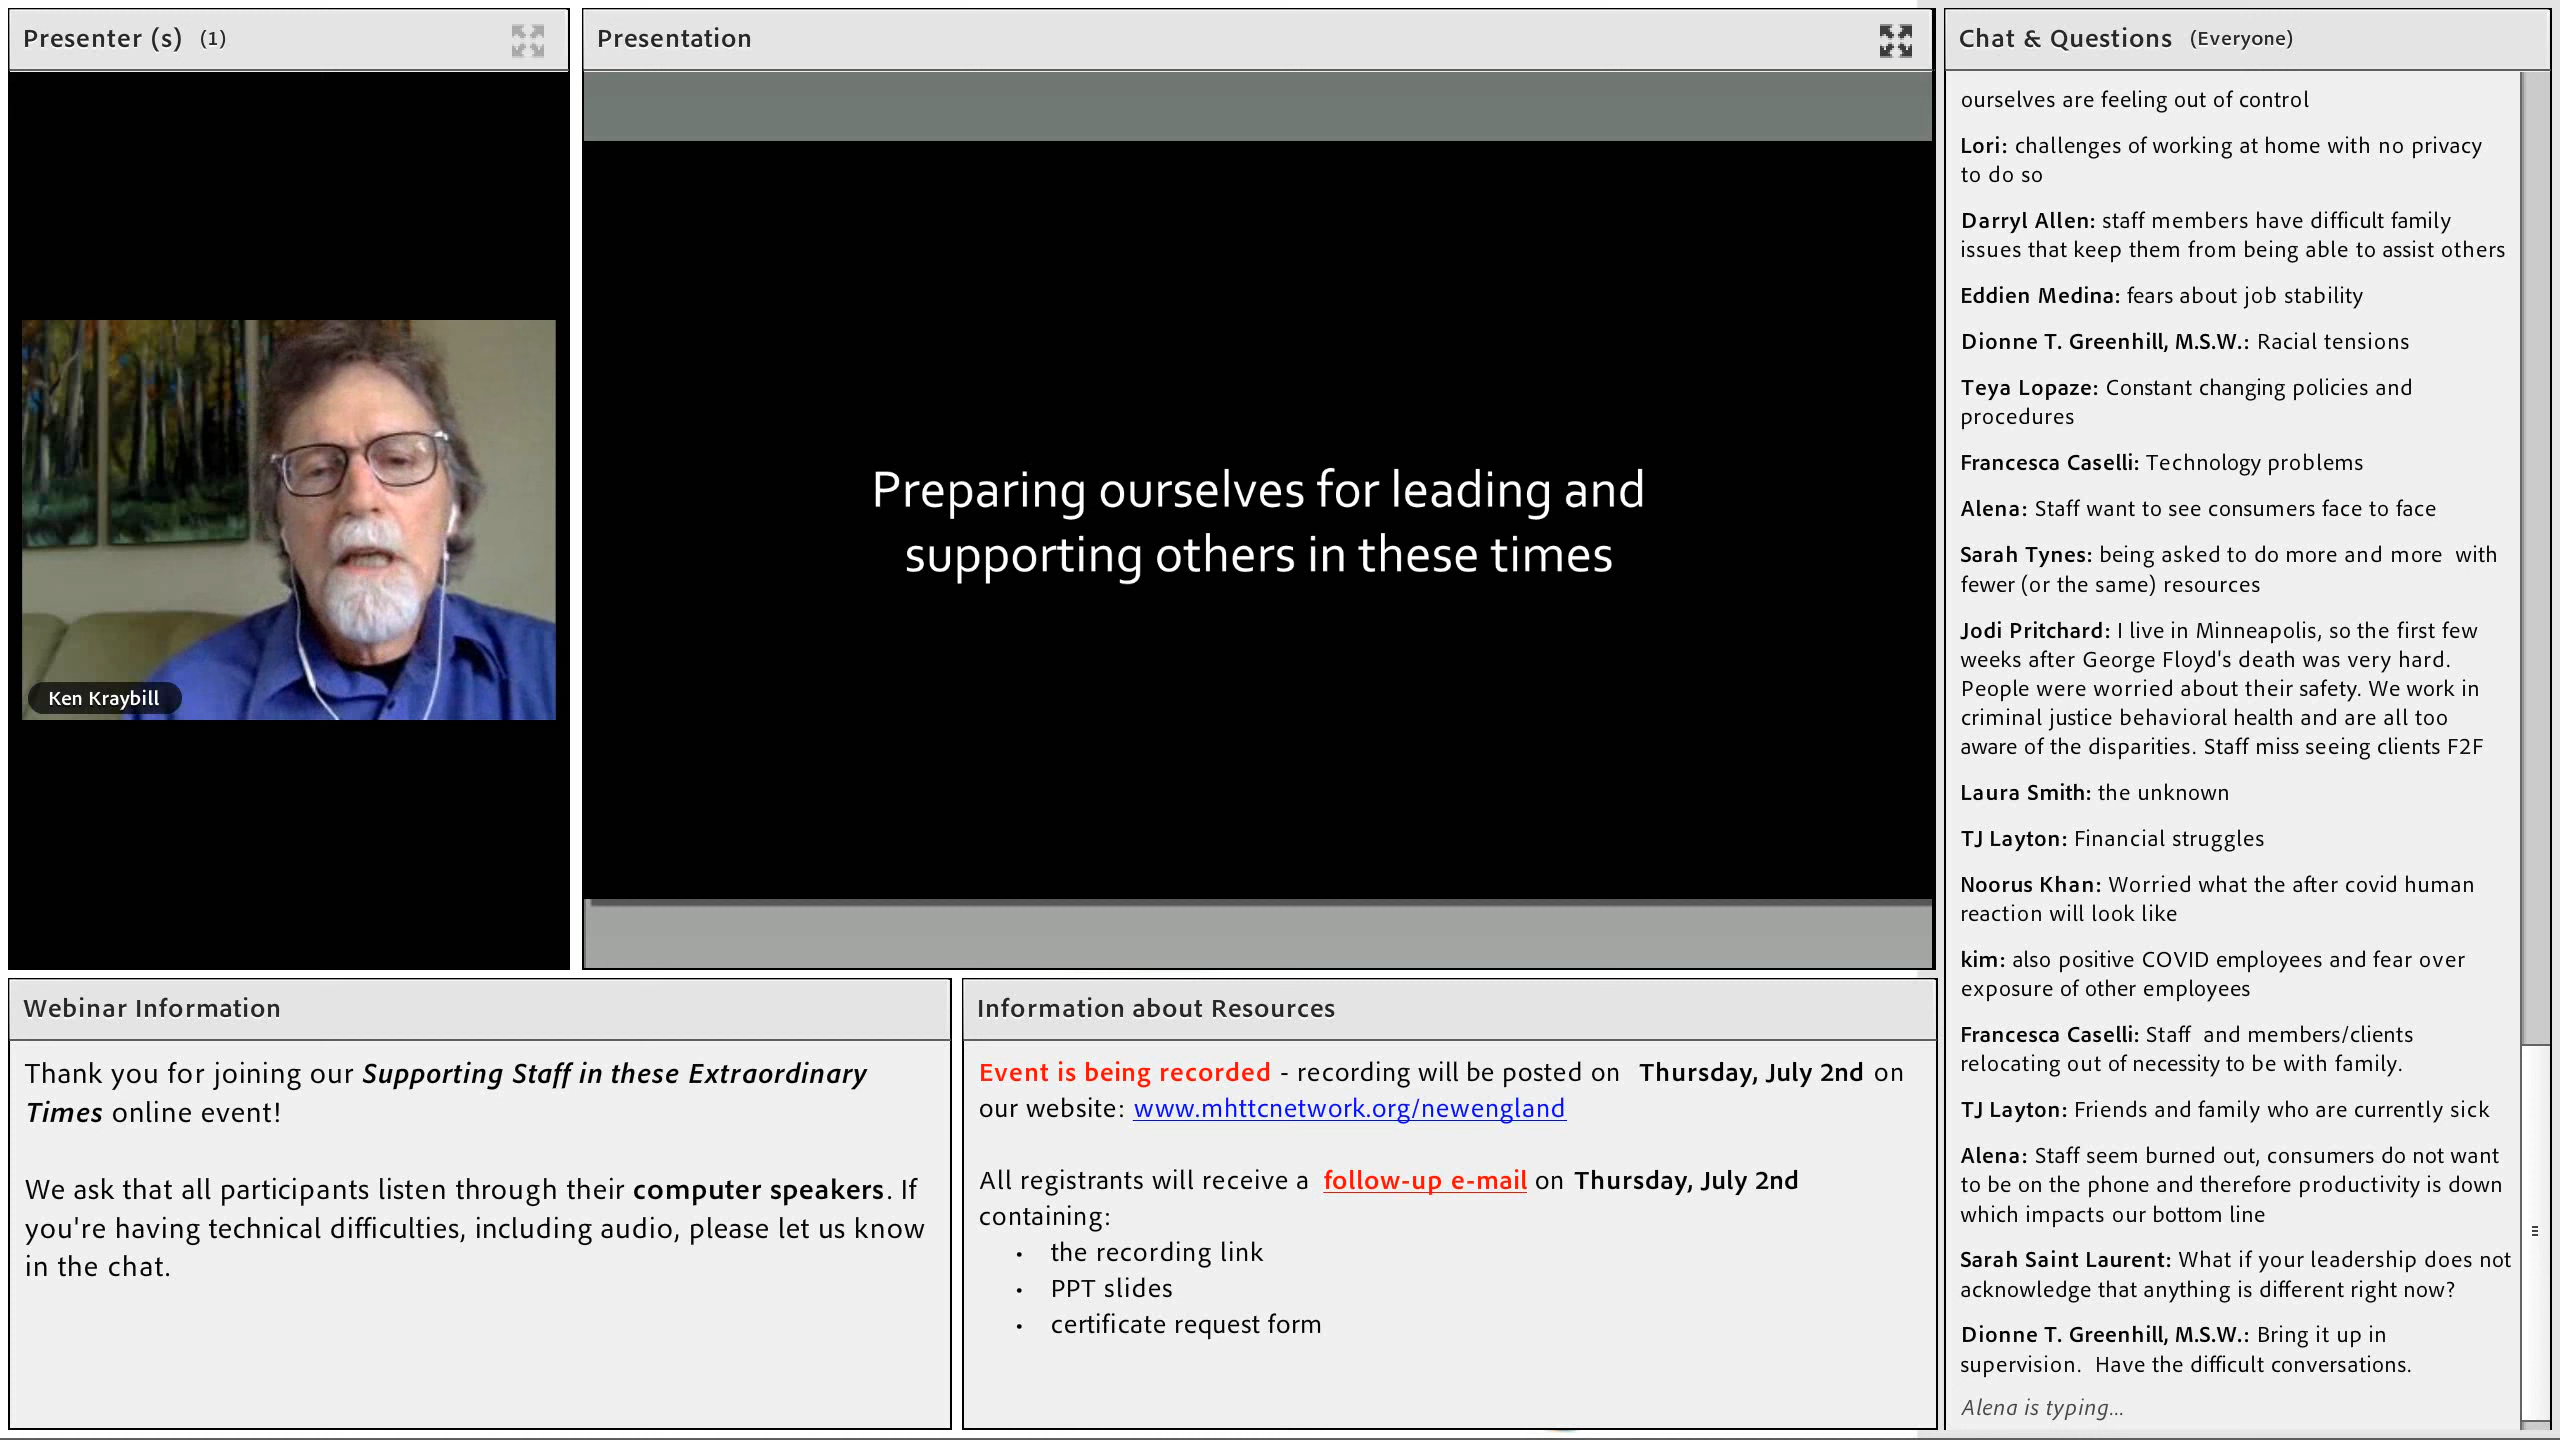 Presenter (s) (1)
Ken Kraybill
Presentation
Preparing ourselves for leading and
supporting others in these times
Webinar Information
Thank you for joining our Supporting Staff in these Extraordinary
Times online event!
We ask that all participants listen through their computer speakers. If
you're having technical difficulties, including audio, please let us know
in the chat.
Information about Resources
Event is being recorded - recording will be posted on Thursday, July 2nd on
our website: www.mhttcnetwork.org/newengland
All registrants will receive a follow-up e-mail on Thursday, July 2nd
containing:
• the recording link
• PPT slides
• certificate request form
Chat & Questions (Everyone)
ourselves are feeling out of control
Lori: challenges of working at home with no privacy
to do so
Darryl Allen: staff members have difficult family
issues that keep them from being able to assist others
Eddien Medina: fears about job stability
Dionne T. Greenhill, M.S.W.: Racial tensions
Teya Lopaze: Constant changing policies and
procedures
Francesca Caselli: Technology problems
Alena: Staff want to see consumers face to face
Sarah Tynes: being asked to do more and more with
fewer (or the same) resources
Jodi Pritchard: I live in Minneapolis, so the first few
weeks after George Floyd's death was very hard.
People were worried about their safety. We work in
criminal justice behavioral health and are all too
aware of the disparities. Staff miss seeing clients F2F
Laura Smith: the unknown
TJ Layton: Financial struggles
Noorus Khan: Worried what the after covid human
reaction will look like
kim: also positive COVID employees and fear over
exposure of other employees
Francesca Caselli: Staff and members/clients
relocating out of necessity to be with family.
TJ Layton: Friends and family who are currently sick
Alena: Staff seem burned out, consumers do not want
to be on the phone and therefore productivity is down
which impacts our bottom line
Sarah Saint Laurent: What if your leadership does not
acknowledge that anything is different right now?
Dionne T. Greenhill, M.S.W.: Bring it up in
supervision. Have the difficult conversations.
Alena is typing...